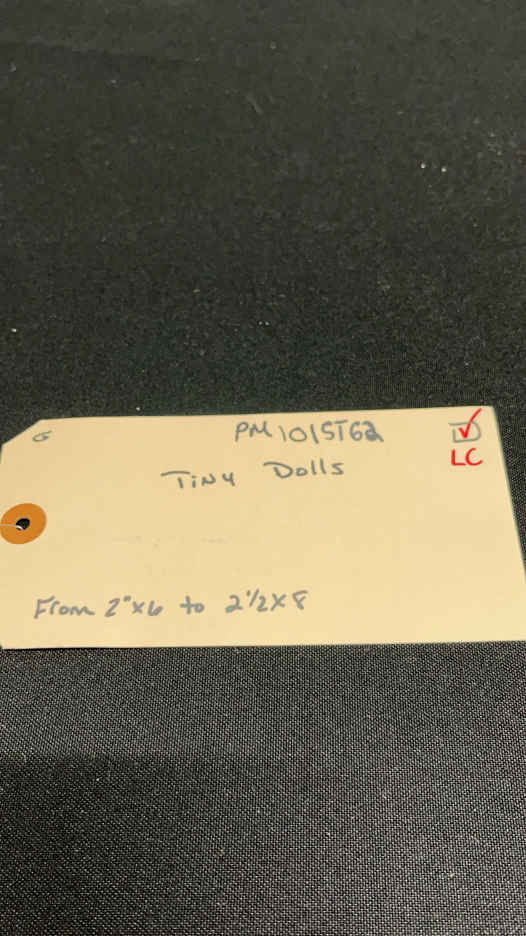 G PM1015T62
LC
Tiny Dolls
From 2"x6 to 2½x8